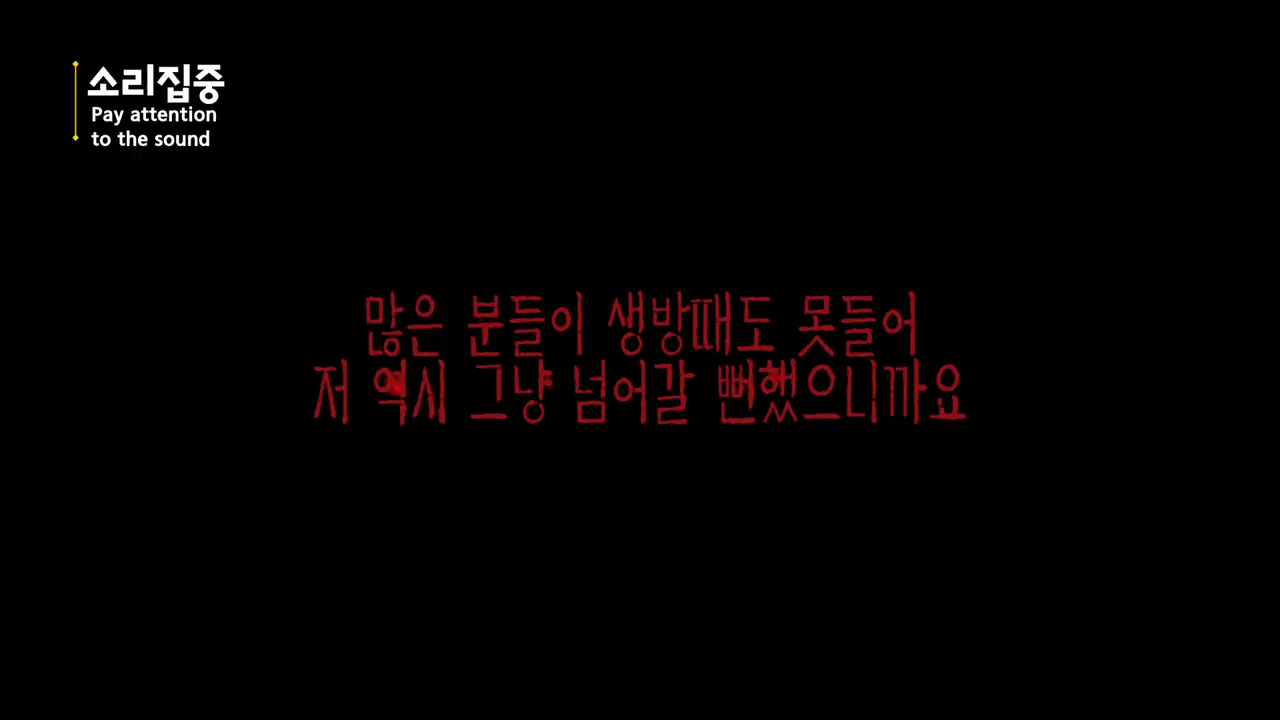 소리집중
Pay attention
to the sound
많은 분들이 생방때도 못들어
저 역시 그냥 넘어갈 뻔했으니까요